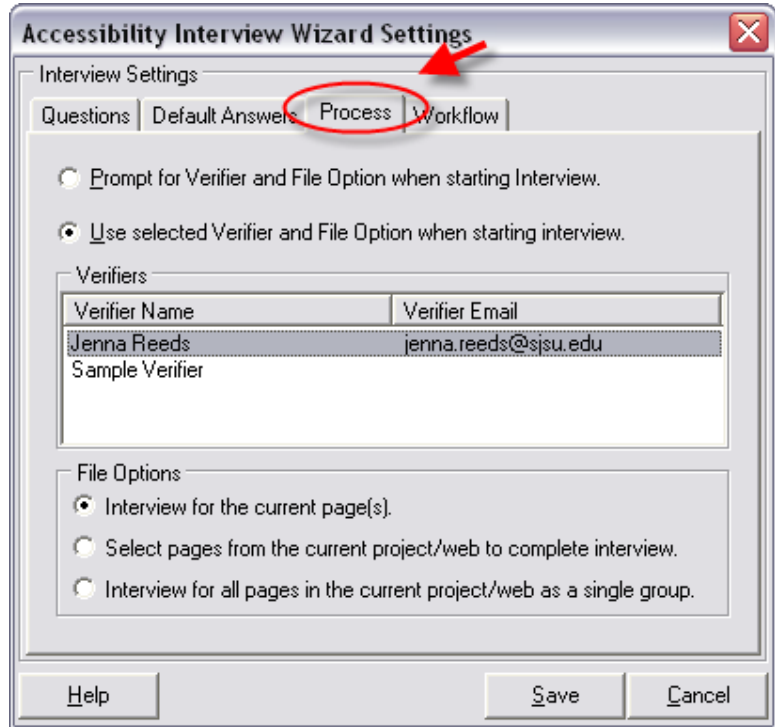 Accessibility Interview Wizard Settings
Interview Settings
Questions Default Answers Process Workflow
Prompt for Verifier and File Option when starting Interview.
Use selected Verifier and File Option when starting interview.
Verifiers
Verifier Name Verifier Email
Jenna Reeds jenna.reeds@sjsu.edu
Sample Verifier
File Options
Interview for the current page(s).
Select pages from the current project/web to complete interview.
Interview for all pages in the current project/web as a single group.
Help Save Cancel